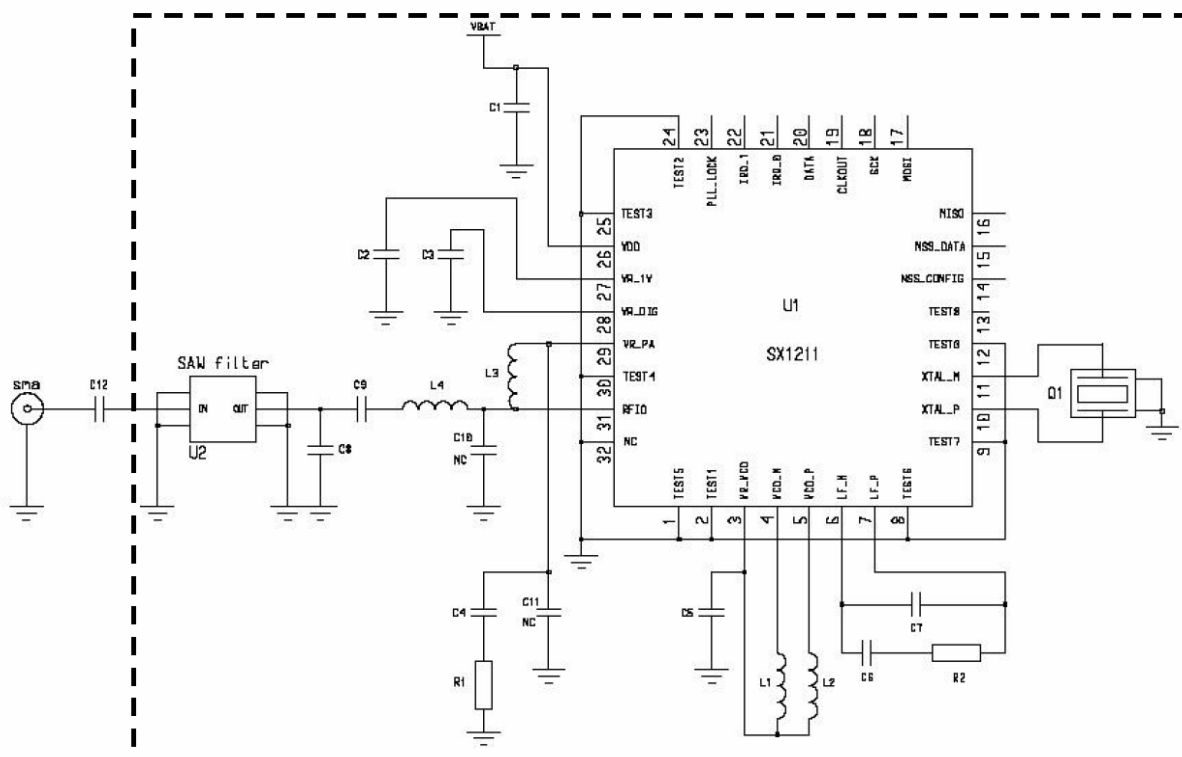 VBAT
C1
24
23
22
21
20
19
18
17
TEST2
PLL_LOCK
IRQ_1
IRQ_0
DATA
CLKOUT
SCK
MOSI
TEST3
25
VDD
26
VR_1V
27
VR_DIG
28
VR_PA
29
TEST4
30
RFIO
31
NC
32
MISO
16
NSS_DATA
15
NSS_CONFIG
14
TEST8
13
12
XTAL_M
11
XTAL_P
10
TEST7
9
U1
SX1211
C2
C3
SAW filter
IN
OUT
U2
sma
C12
C9
L4
L3
C8
C10
NC
Q1
TEST5
TEST1
VR_VCO
VCO_M
VCO_P
LF_M
LF_P
TEST6
1
2
3
4
5
6
7
8
C4
C11
NC
R1
C5
L1
L2
C7
C6
R2